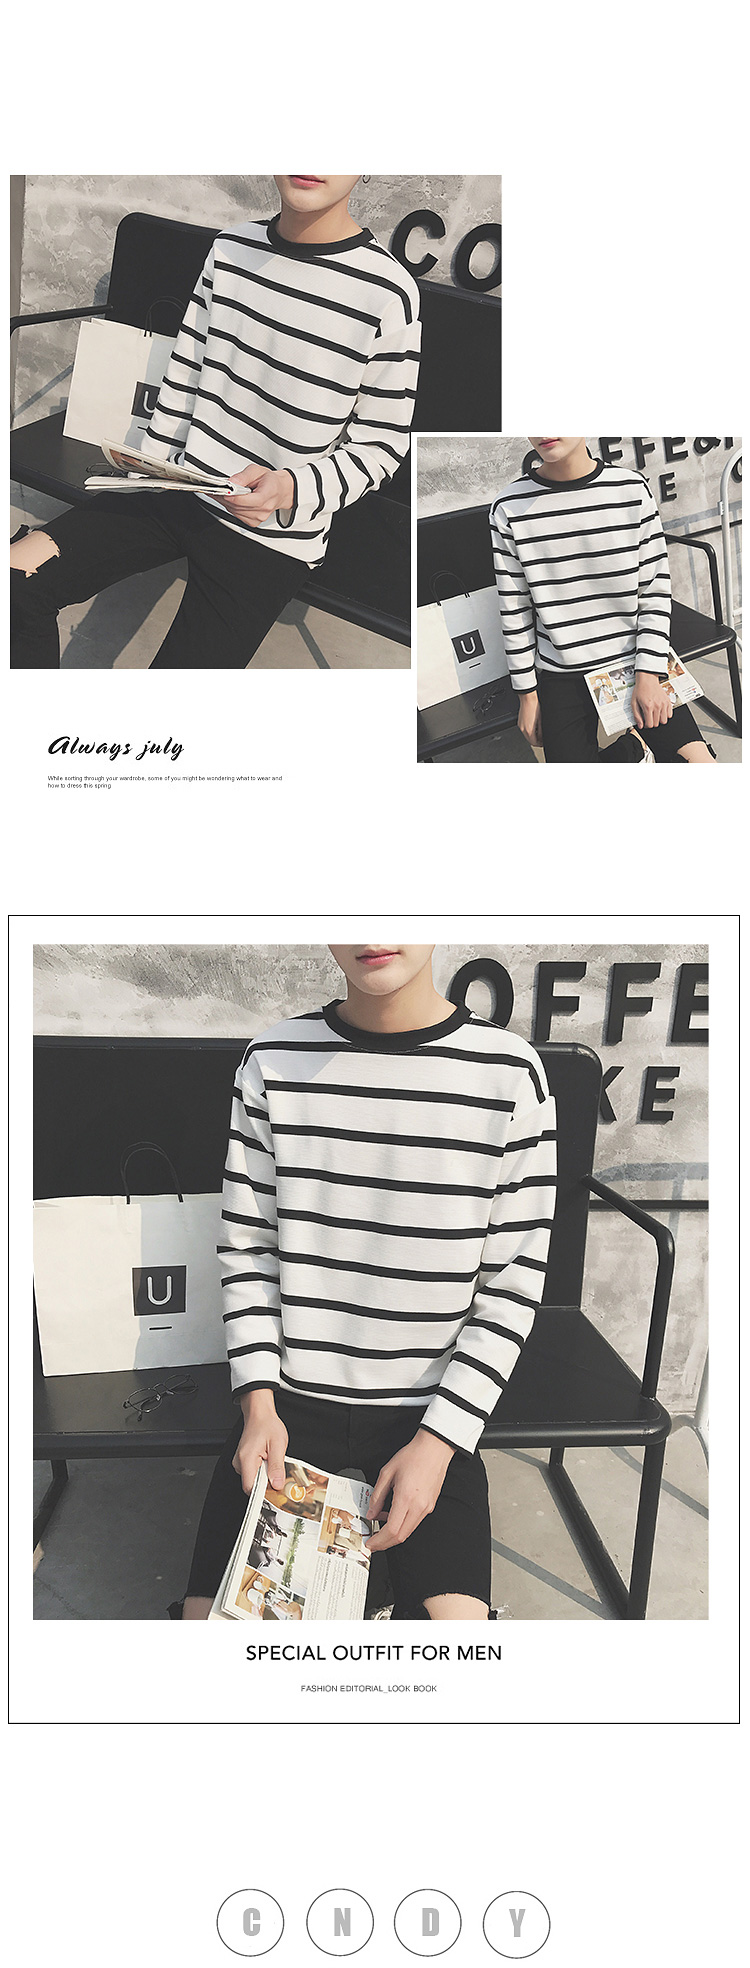 CO
U
FFE&
KE
U
Always july
While sorting through your wardrobe, some of you might be wondering what to wear and
how to dress this spring
OFFE
KE
U
SPECIAL OUTFIT FOR MEN
FASHION EDITORIAL_LOOK BOOK
C N D Y